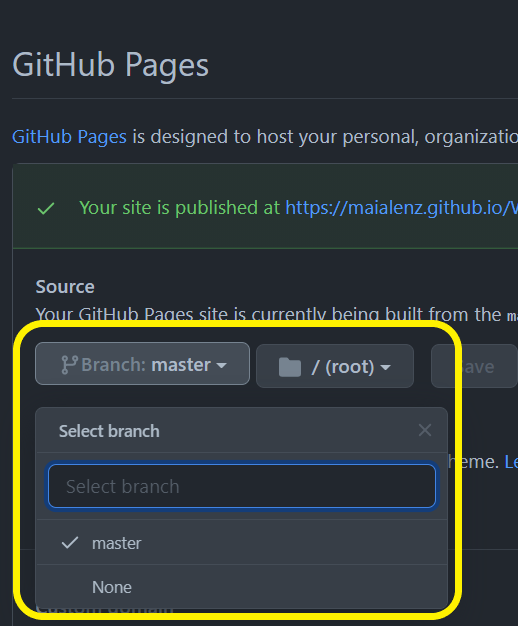 GitHub Pages
GitHub Pages is designed to host your personal,
Your site is published at https://maialenz.github.io/W
Source
Your GitHub Pages site is currently being built from the
Branch: master
/ (root)
Save
Select branch
heme. Le
Select branch
master
None
Custom domain